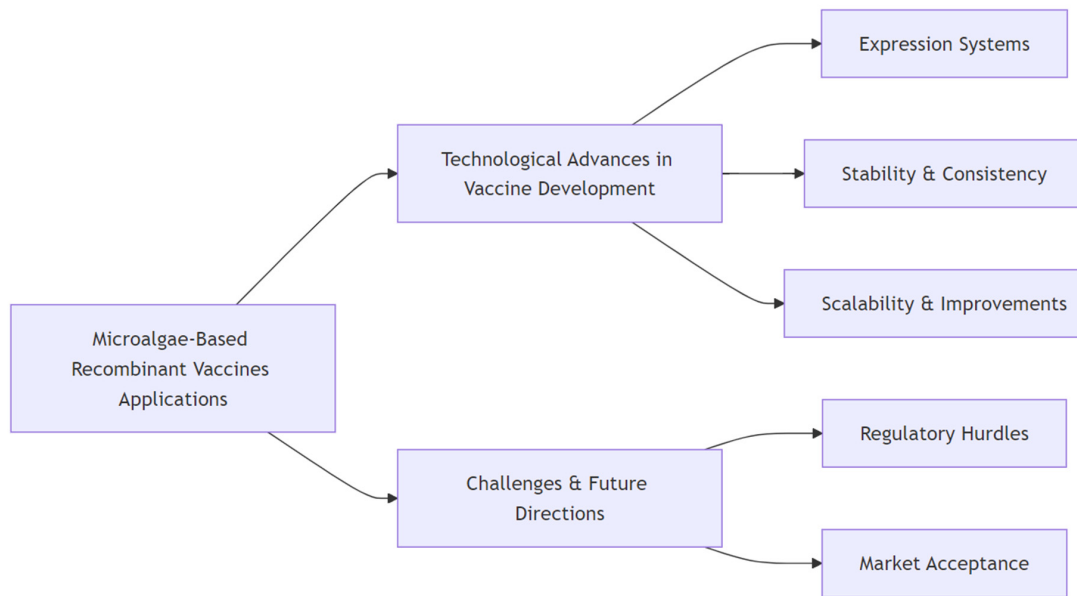 Expression Systems
Technological Advances in
Vaccine Development
Stability & Consistency
Scalability & Improvements
Microalgae-Based
Recombinant Vaccines
Applications
Regulatory Hurdles
Challenges & Future
Directions
Market Acceptance